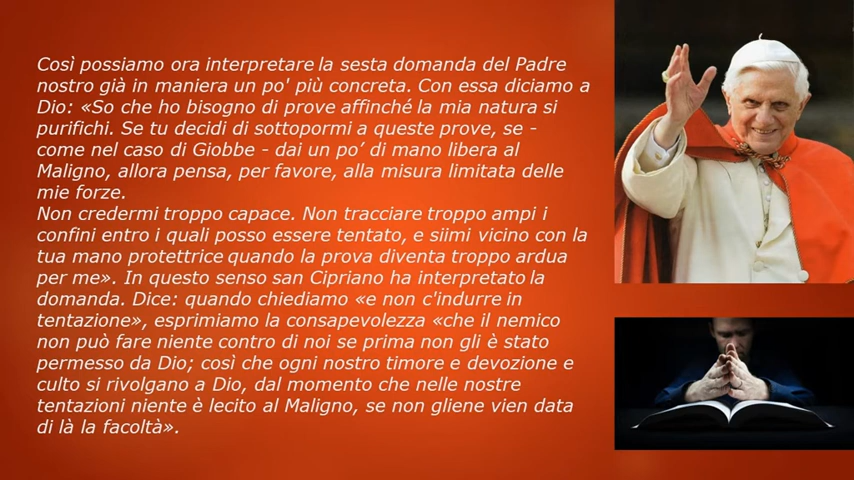 Così possiamo ora interpretare la sesta domanda del Padre
nostro già in maniera un po' più concreta. Con essa diciamo a
Dio: «So che ho bisogno di prove affinché la mia natura si
purifichi. Se tu decidi di sottopormi a queste prove, se -
come nel caso di Giobbe - dai un po’ di mano libera al
Maligno, allora pensa, per favore, alla misura limitata delle
mie forze.
Non credermi troppo capace. Non tracciare troppo ampi i
confini entro i quali posso essere tentato, e siimi vicino con la
tua mano protettrice quando la prova diventa troppo ardua
per me». In questo senso san Cipriano ha interpretato la
domanda. Dice: quando chiediamo «e non c'indurre in
tentazione», esprimiamo la consapevolezza «che il nemico
non può fare niente contro di noi se prima non gli è stato
permesso da Dio; così che ogni nostro timore e devozione e
culto si rivolgano a Dio, dal momento che nelle nostre
tentazioni niente è lecito al Maligno, se non gliene vien data
di là la facoltà».